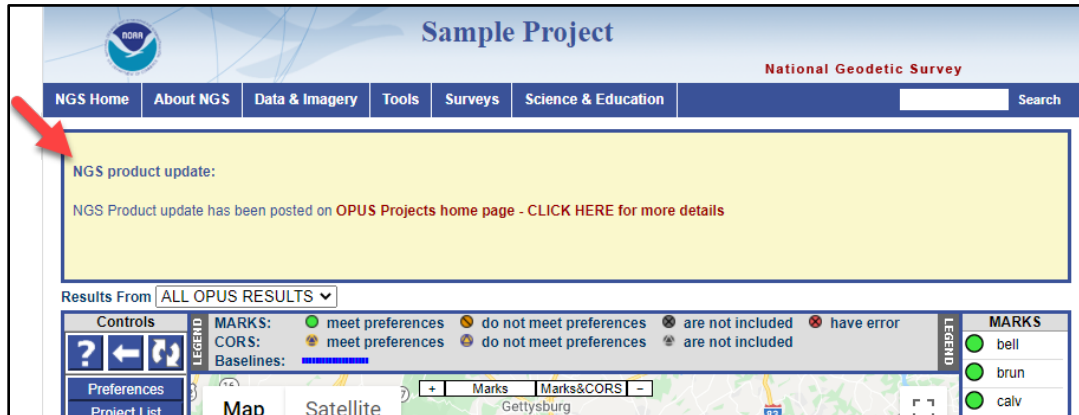 NOAA
Sample Project
National Geodetic Survey
NGS Home About NGS Data & Imagery Tools Surveys Science & Education Search
NGS product update:
NGS Product update has been posted on OPUS Projects home page - CLICK HERE for more details
Results From ALL OPUS RESULTS
Controls
?
Preferences
Project List
LEGEND
MARKS: meet preferences do not meet preferences are not included have error
CORS: meet preferences do not meet preferences are not included
Baselines:
LEGEND
+ Marks Marks&CORS −
Map Satellite
16
Gettysburg
83
MARKS
bell
brun
calv